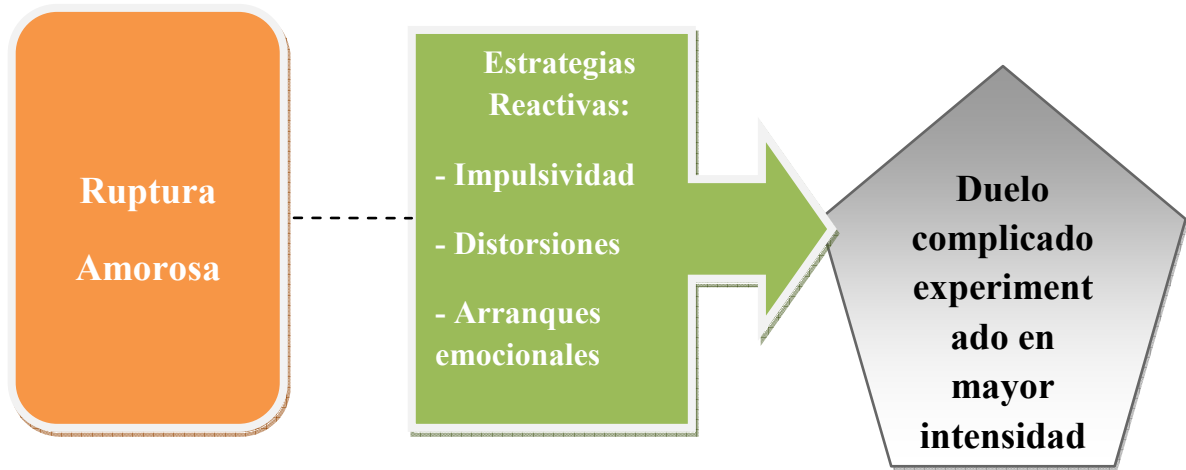 Ruptura
Amorosa
Estrategias
Reactivas:
- Impulsividad
- Distorsiones
- Arranques
emocionales
Duelo
complicado
experiment
ado en
mayor
intensidad